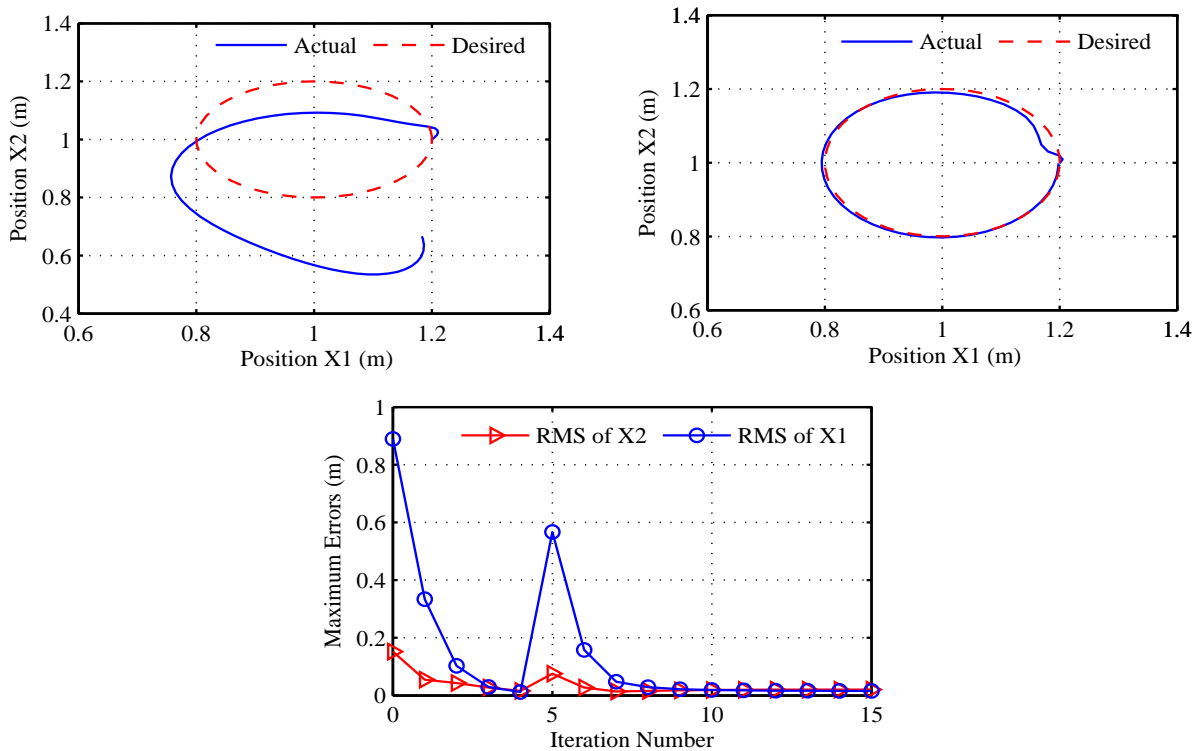 1.4
Actual
Desired
1.2
1
0.8
0.6
0.4
Position X2 (m)
0.6
0.8
1
1.2
1.4
Position X1 (m)
1.4
Actual
Desired
1.2
1
0.8
0.6
Position X2 (m)
0.6
0.8
1
1.2
1.4
Position X1 (m)
1
RMS of X2
RMS of X1
0.8
0.6
0.4
0.2
0
Maximum Errors (m)
0
5
10
15
Iteration Number